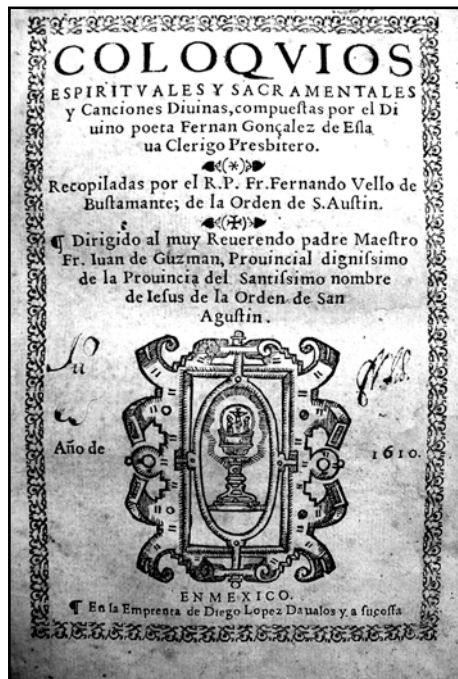 COLOQVIOS
ESPIRITVALES Y SACRAMENTALES
y Canciones Diuinas, compueſtas por el Di
uino poeta Fernan Gonçalez de Eſla
ua Clerigo Presbitero.
(*)
Recopiladas por el R.P. Fr. Fernando Vello de
Buſtamante; de la Orden de S. Auſtin.
(✠)
¶ Dirigido al muy Reuerendo padre Maeſtro
Fr. Iuan de Guzman, Prouincial digniſsimo
de la Prouincia del Santiſsimo nombre
de Ieſus de la Orden de San
Aguſtin.
Año de 1610.
EN MEXICO.
¶ En la Emprenta de Diego Lopez Daualos y, a ſu coſta